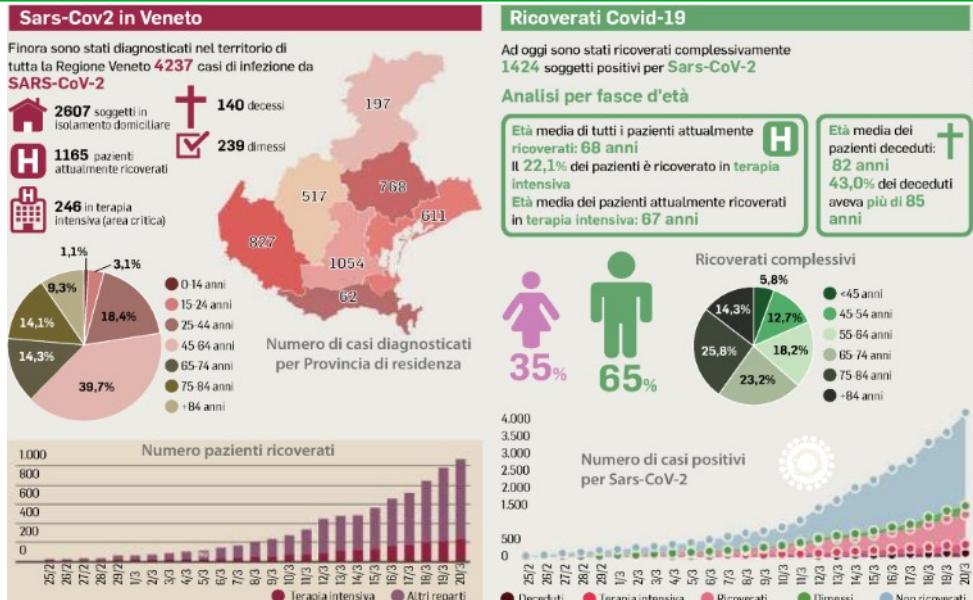 Sars-Cov2 in Veneto
Finora sono stati diagnosticati nel territorio di
tutta la Regione Veneto 4237 casi di infezione da
SARS-CoV-2
2607 soggetti in
isolamento domiciliare
1165 pazienti
attualmente ricoverati
246 in terapia
intensiva (area critica)
140 decessi
239 dimessi
197
517
768
611
827
1054
62
Numero di casi diagnosticati
per Provincia di residenza
1,1%
3,1%
18,4%
39,7%
14,3%
14,1%
9,3%
0-14 anni
15-24 anni
25-44 anni
45-64 anni
65-74 anni
75-84 anni
+84 anni
Numero pazienti ricoverati
1.000
800
600
400
200
0
25/2 26/2 27/2 28/2 29/2 1/3 2/3 3/3 4/3 5/3 6/3 7/3 8/3 9/3 10/3 11/3 12/3 13/3 14/3 15/3 16/3 17/3 18/3 19/3 20/3
Terapia intensiva Altri reparti
Ricoverati Covid-19
Ad oggi sono stati ricoverati complessivamente
1424 soggetti positivi per Sars-CoV-2
Analisi per fasce d'età
Età media di tutti i pazienti attualmente
ricoverati: 68 anni
Il 22,1% dei pazienti è ricoverato in terapia
intensiva
Età media dei pazienti attualmente ricoverati
in terapia intensiva: 67 anni
H
Età media dei
pazienti deceduti:
82 anni
43,0% dei deceduti
aveva più di 85
anni
35%
65%
Ricoverati complessivi
5,8%
12,7%
18,2%
23,2%
25,8%
14,3%
<45 anni
45-54 anni
55-64 anni
65-74 anni
75-84 anni
+84 anni
Numero di casi positivi
per Sars-CoV-2
4.000
3.500
3.000
2.500
2.000
1.500
500
0
25/2 26/2 27/2 28/2 29/2 1/3 2/3 3/3 4/3 5/3 6/3 7/3 8/3 9/3 10/3 11/3 12/3 13/3 14/3 15/3 16/3 17/3 18/3 19/3 20/3
Deceduti Terapia intensiva Ricoverati Dimessi Non ricoverati